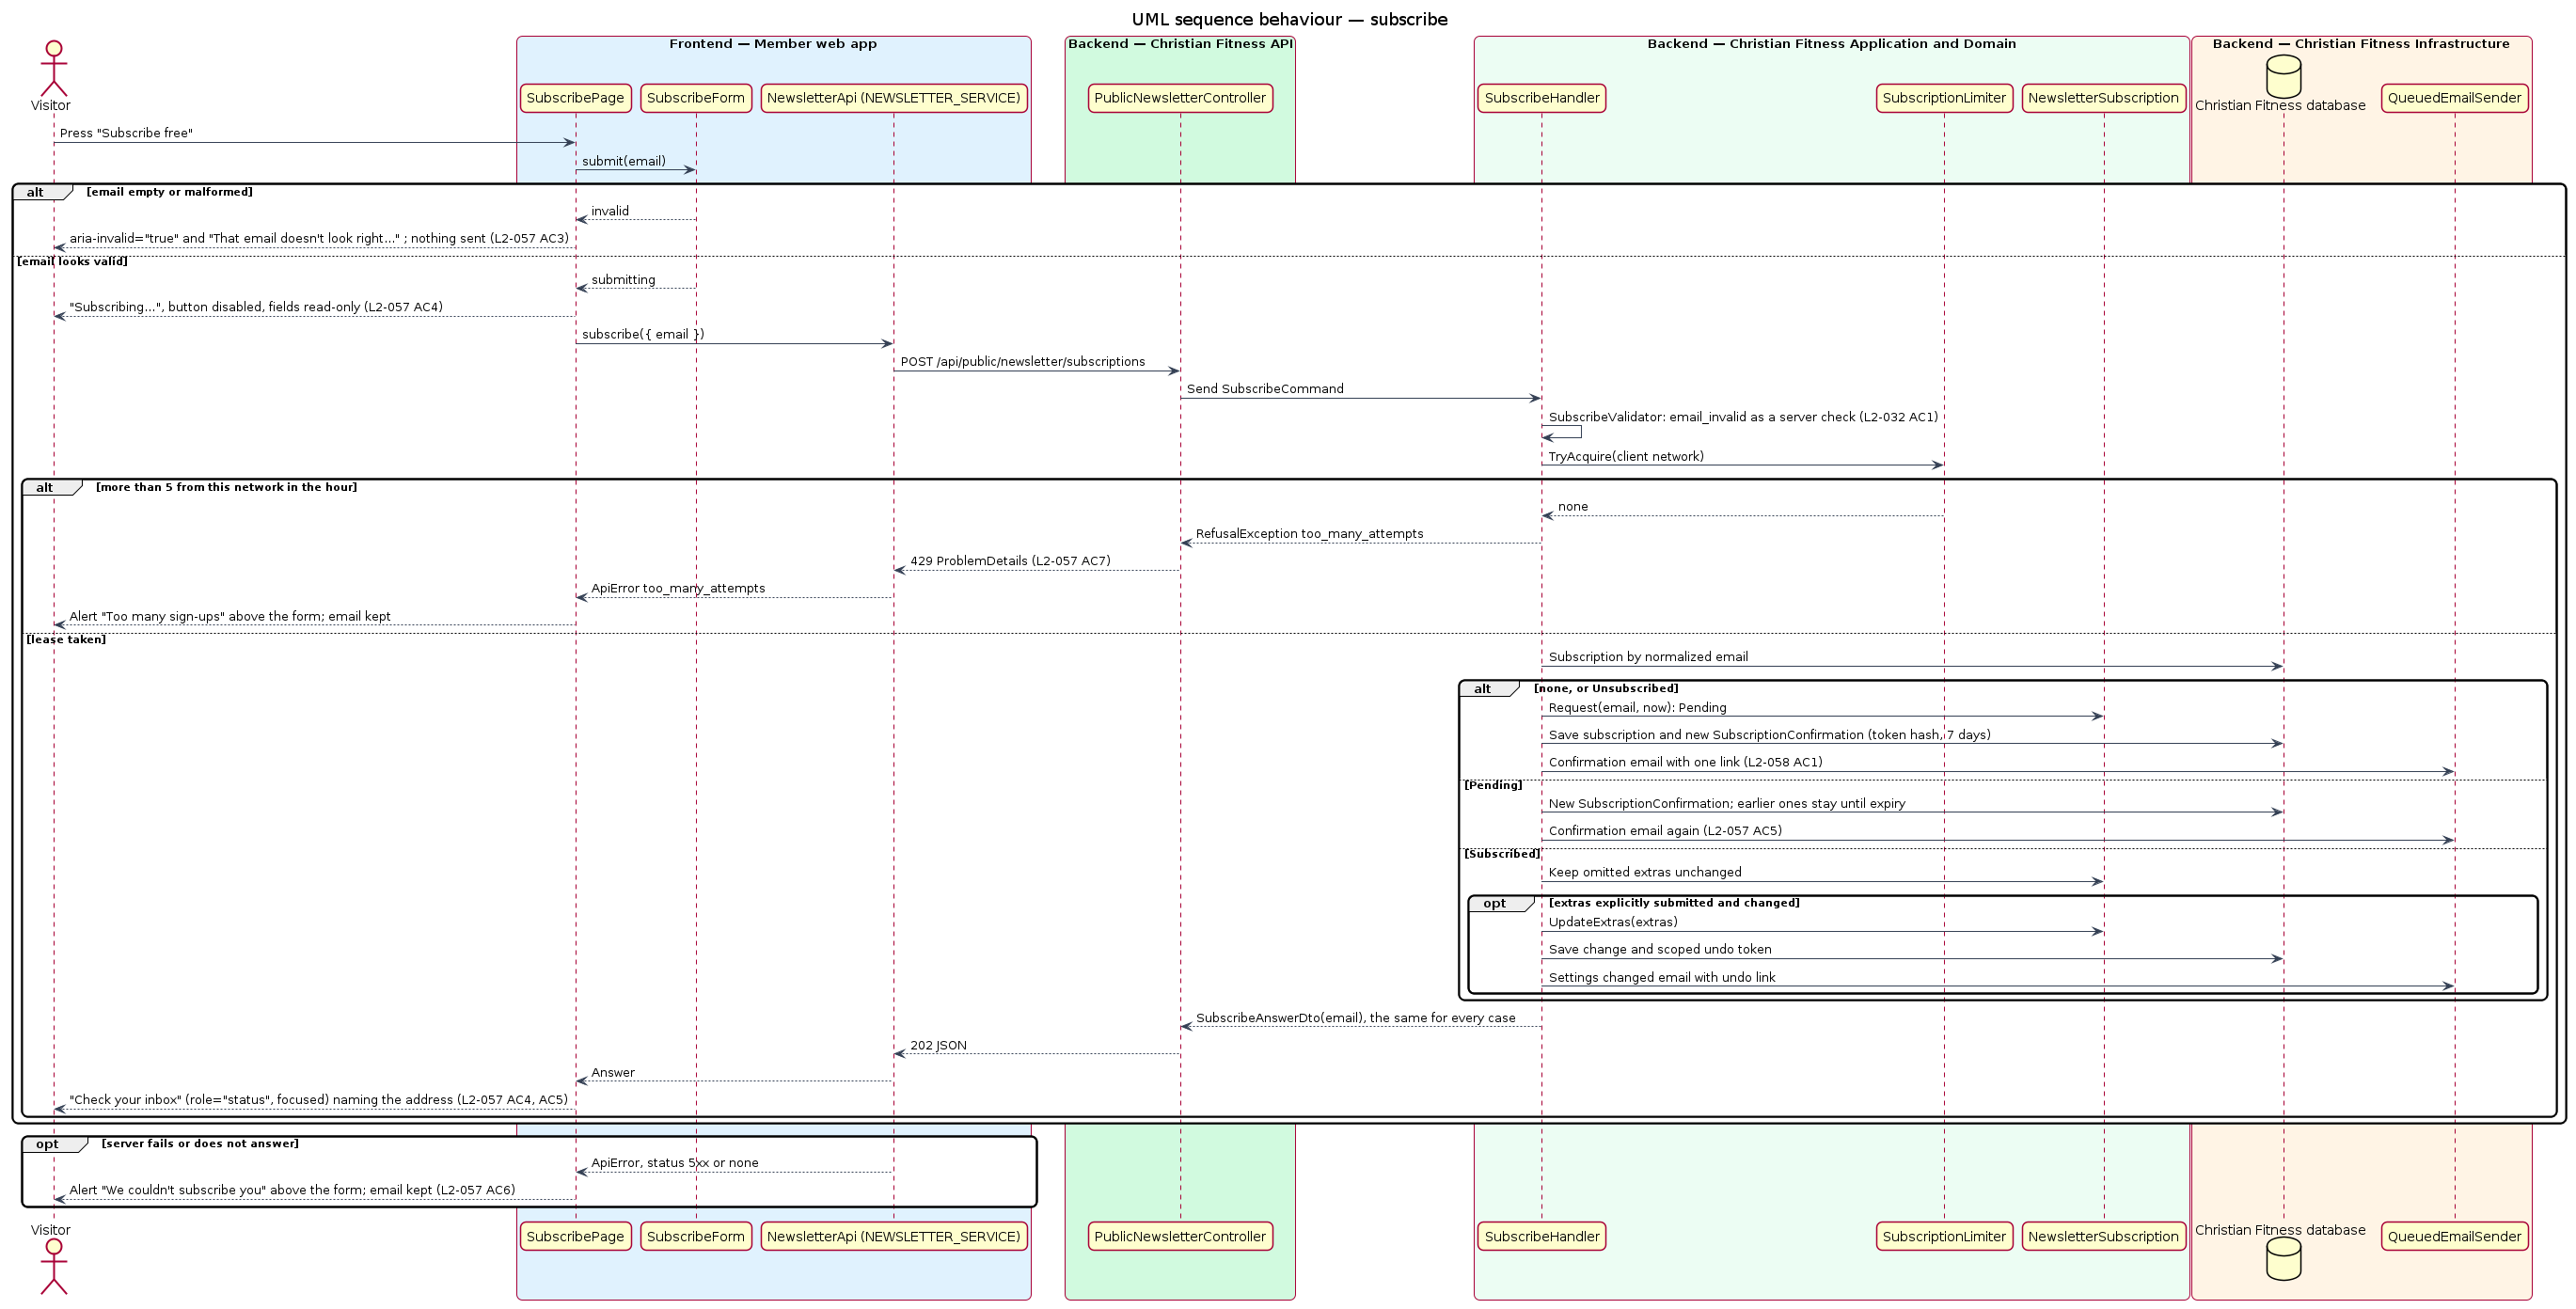 UML sequence behaviour — subscribe
Frontend — Member web app
Backend — Christian Fitness API
Backend — Christian Fitness Application and Domain
Backend — Christian Fitness Infrastructure
Visitor
SubscribePage
SubscribeForm
NewsletterApi (NEWSLETTER_SERVICE)
PublicNewsletterController
SubscribeHandler
SubscriptionLimiter
NewsletterSubscription
Christian Fitness database
QueuedEmailSender
Press "Subscribe free"
submit(email)
alt [email empty or malformed]
invalid
aria-invalid="true" and "That email doesn't look right..." ; nothing sent (L2-057 AC3)
[email looks valid]
submitting
"Subscribing...", button disabled, fields read-only (L2-057 AC4)
subscribe({ email })
POST /api/public/newsletter/subscriptions
Send SubscribeCommand
SubscribeValidator: email_invalid as a server check (L2-032 AC1)
TryAcquire(client network)
alt [more than 5 from this network in the hour]
none
RefusalException too_many_attempts
429 ProblemDetails (L2-057 AC7)
ApiError too_many_attempts
Alert "Too many sign-ups" above the form; email kept
[lease taken]
Subscription by normalized email
alt [none, or Unsubscribed]
Request(email, now): Pending
Save subscription and new SubscriptionConfirmation (token hash, 7 days)
Confirmation email with one link (L2-058 AC1)
[Pending]
New SubscriptionConfirmation; earlier ones stay until expiry
Confirmation email again (L2-057 AC5)
[Subscribed]
Keep omitted extras unchanged
opt [extras explicitly submitted and changed]
UpdateExtras(extras)
Save change and scoped undo token
Settings changed email with undo link
SubscribeAnswerDto(email), the same for every case
202 JSON
Answer
"Check your inbox" (role="status", focused) naming the address (L2-057 AC4, AC5)
opt [server fails or does not answer]
ApiError, status 5xx or none
Alert "We couldn't subscribe you" above the form; email kept (L2-057 AC6)
Visitor
SubscribePage
SubscribeForm
NewsletterApi (NEWSLETTER_SERVICE)
PublicNewsletterController
SubscribeHandler
SubscriptionLimiter
NewsletterSubscription
Christian Fitness database
QueuedEmailSender